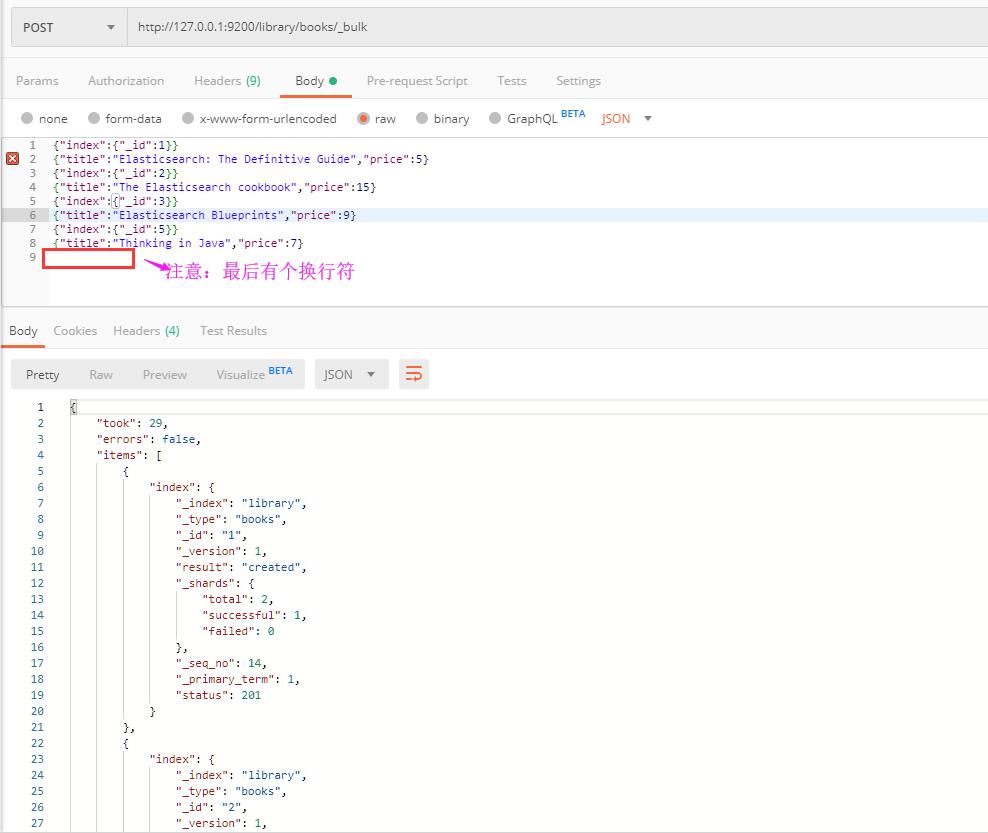 POST http://127.0.0.1:9200/library/books/_bulk
Params Authorization Headers (9) Body Pre-request Script Tests Settings
none form-data x-www-form-urlencoded raw binary GraphQL BETA JSON
1 {"index":{"_id":1}}
2 {"title":"Elasticsearch: The Definitive Guide","price":5}
3 {"index":{"_id":2}}
4 {"title":"The Elasticsearch cookbook","price":15}
5 {"index":{"_id":3}}
6 {"title":"Elasticsearch Blueprints","price":9}
7 {"index":{"_id":5}}
8 {"title":"Thinking in Java","price":7}
9
注意：最后有个换行符
Body Cookies Headers (4) Test Results
Pretty Raw Preview Visualize BETA JSON
1 {
2 "took": 29,
3 "errors": false,
4 "items": [
5 {
6 "index": {
7 "_index": "library",
8 "_type": "books",
9 "_id": "1",
10 "_version": 1,
11 "result": "created",
12 "_shards": {
13 "total": 2,
14 "successful": 1,
15 "failed": 0
16 },
17 "_seq_no": 14,
18 "_primary_term": 1,
19 "status": 201
20 }
21 },
22 {
23 "index": {
24 "_index": "library",
25 "_type": "books",
26 "_id": "2",
27 "_version": 1,